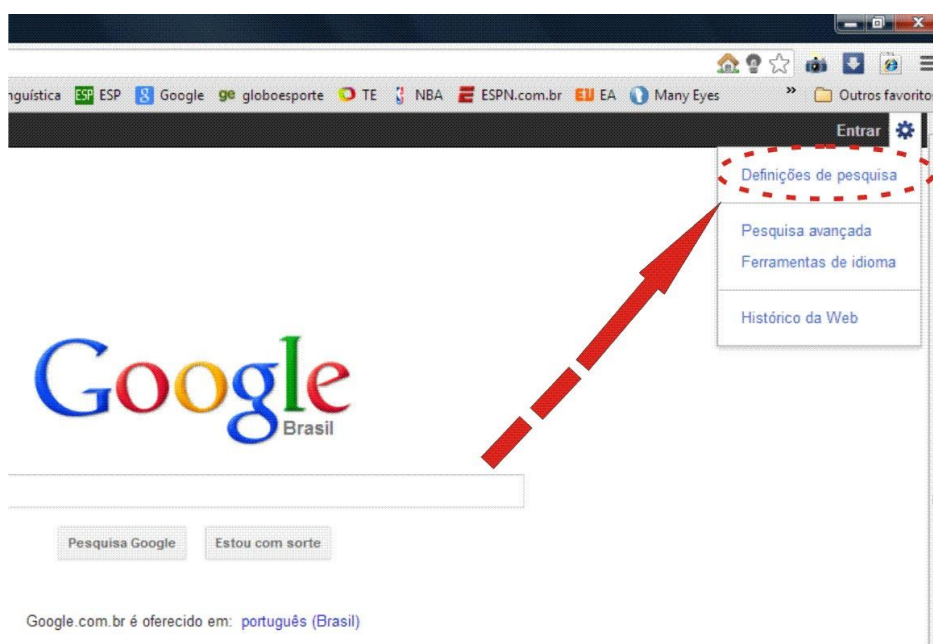 ESP ESP Google ge globoesporte TE NBA ESPN.com.br EU EA Many Eyes » Outros favoritos
Entrar
Definições de pesquisa
Pesquisa avançada
Ferramentas de idioma
Histórico da Web
Google
Brasil
Pesquisa Google Estou com sorte
Google.com.br é oferecido em: português (Brasil)